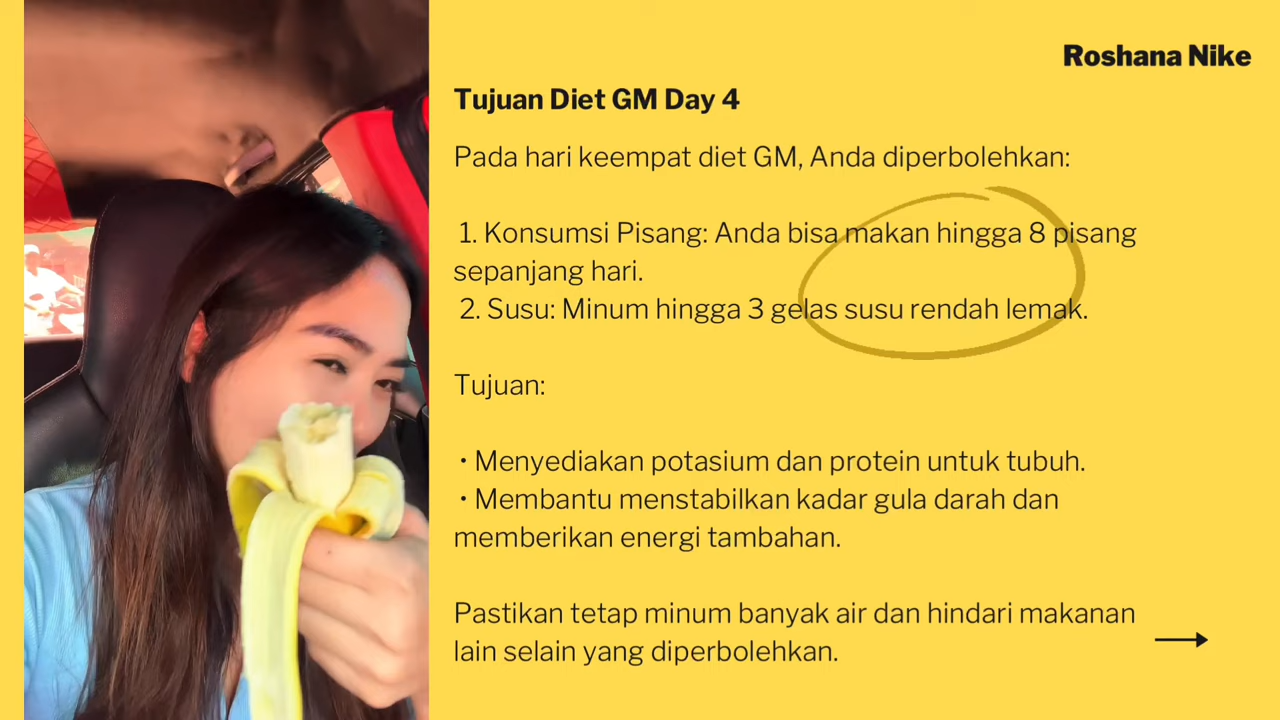 Roshana Nike
Tujuan Diet GM Day 4
Pada hari keempat diet GM, Anda diperbolehkan:
1. Konsumsi Pisang: Anda bisa makan hingga 8 pisang
sepanjang hari.
2. Susu: Minum hingga 3 gelas susu rendah lemak.
Tujuan:
• Menyediakan potasium dan protein untuk tubuh.
• Membantu menstabilkan kadar gula darah dan
memberikan energi tambahan.
Pastikan tetap minum banyak air dan hindari makanan
lain selain yang diperbolehkan.